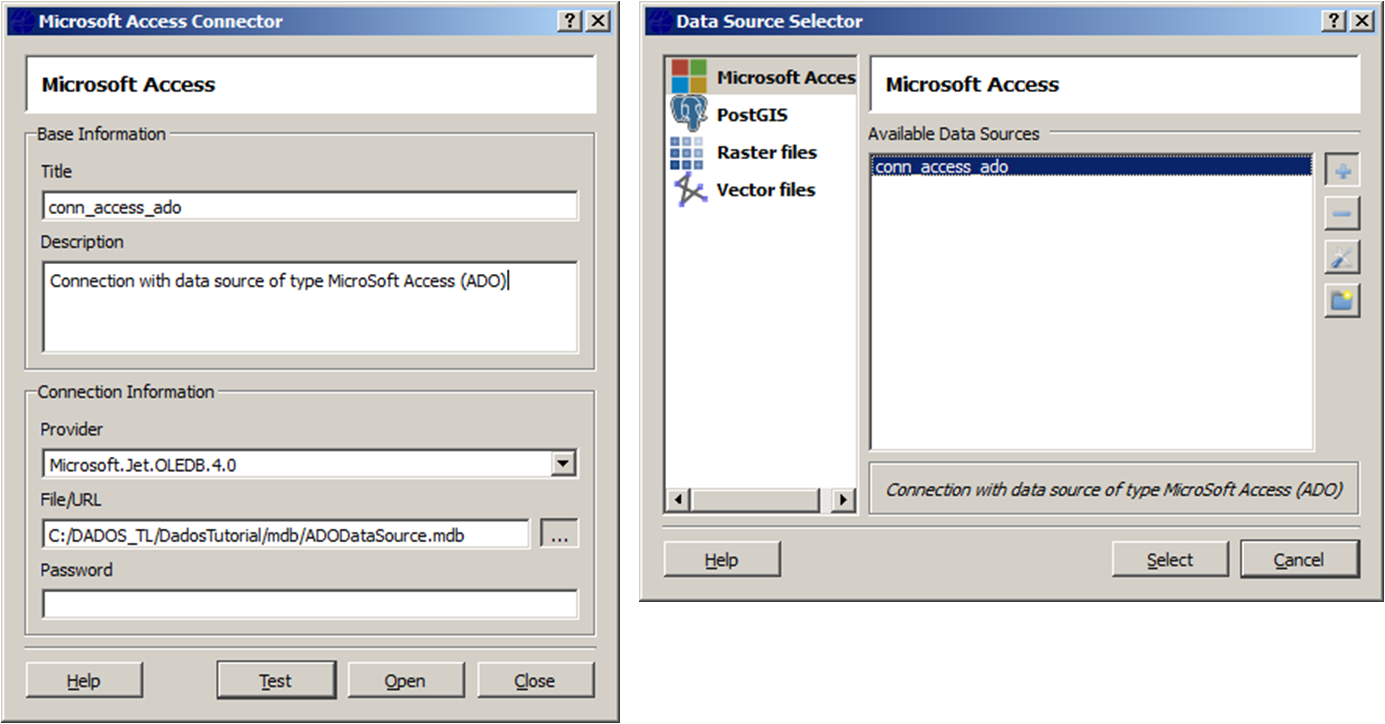 Microsoft Access Connector
?
Microsoft Access
Base Information
Title
conn_access_ado
Description
Connection with data source of type MicroSoft Access (ADO)
Connection Information
Provider
Microsoft.Jet.OLEDB.4.0
File/URL
C:/DADOS_TL/DadosTutorial/mdb/ADODataSource.mdb
...
Password
Help
Test
Open
Close
Data Source Selector
?
Microsoft Acces
PostGIS
Raster files
Vector files
Microsoft Access
Available Data Sources
conn_access_ado
Connection with data source of type MicroSoft Access (ADO)
Help
Select
Cancel